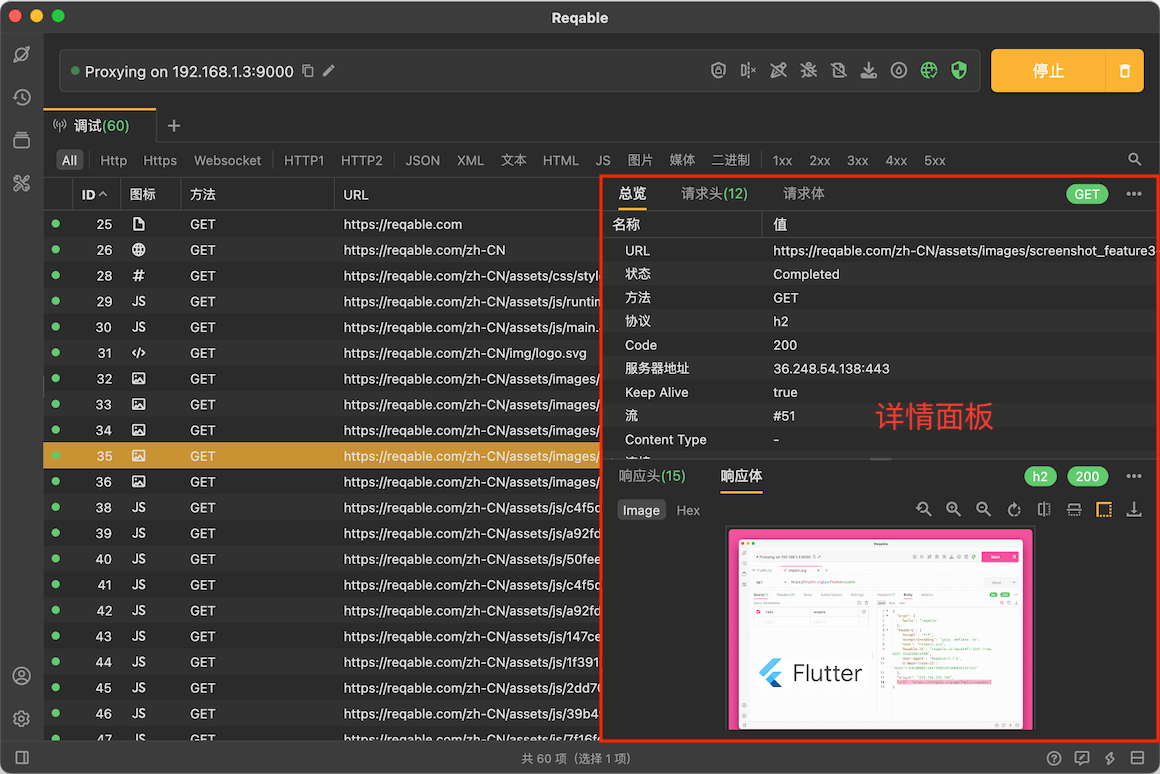 Reqable
Proxying on 192.168.1.3:9000
停止
调试(60)
All Http Https Websocket HTTP1 HTTP2 JSON XML 文本 HTML JS 图片 媒体 二进制 1xx 2xx 3xx 4xx 5xx
ID 图标 方法 URL
25 GET https://reqable.com
26 GET https://reqable.com/zh-CN
28 # GET https://reqable.com/zh-CN/assets/css/style
29 JS GET https://reqable.com/zh-CN/assets/js/runtim
30 JS GET https://reqable.com/zh-CN/assets/js/main.
31 </> GET https://reqable.com/zh-CN/img/logo.svg
32 GET https://reqable.com/zh-CN/assets/images/
33 GET https://reqable.com/zh-CN/assets/images/
34 GET https://reqable.com/zh-CN/assets/images/
35 GET https://reqable.com/zh-CN/assets/images/
36 GET https://reqable.com/zh-CN/assets/images/
38 JS GET https://reqable.com/zh-CN/assets/js/c4f5d
39 JS GET https://reqable.com/zh-CN/assets/js/a92fd
JS GET https://reqable.com/zh-CN/assets/js/
JS GET https://reqable.com/zh-CN/assets/js/c4f5d
42 JS GET https://reqable.com/zh-CN/assets/js/a92fd
43 JS GET https://reqable.com/zh-CN/assets/js/47ce
44 JS GET https://reqable.com/zh-CN/assets/js/
45 JS GET https://reqable.com/zh-CN/assets/js/
46 JS GET https://reqable.com/zh-CN/assets/js/39b4
47 JS GET https://reqable.com/zh-CN/assets/js/7f16f
总览 请求头(12) 请求体 GET
名称 值
URL https://reqable.com/zh-CN/assets/images/screenshot_feature3
状态 Completed
方法 GET
协议 h2
Code 200
服务器地址 36.248.54.138:443
Keep Alive true
流 #51
Content Type -
详情面板
响应头(15) 响应体 h2 200
Image Hex
Reqable
Proxying on 192.168.1.3:9000
Flutter
共 60 项（选择 1 项）